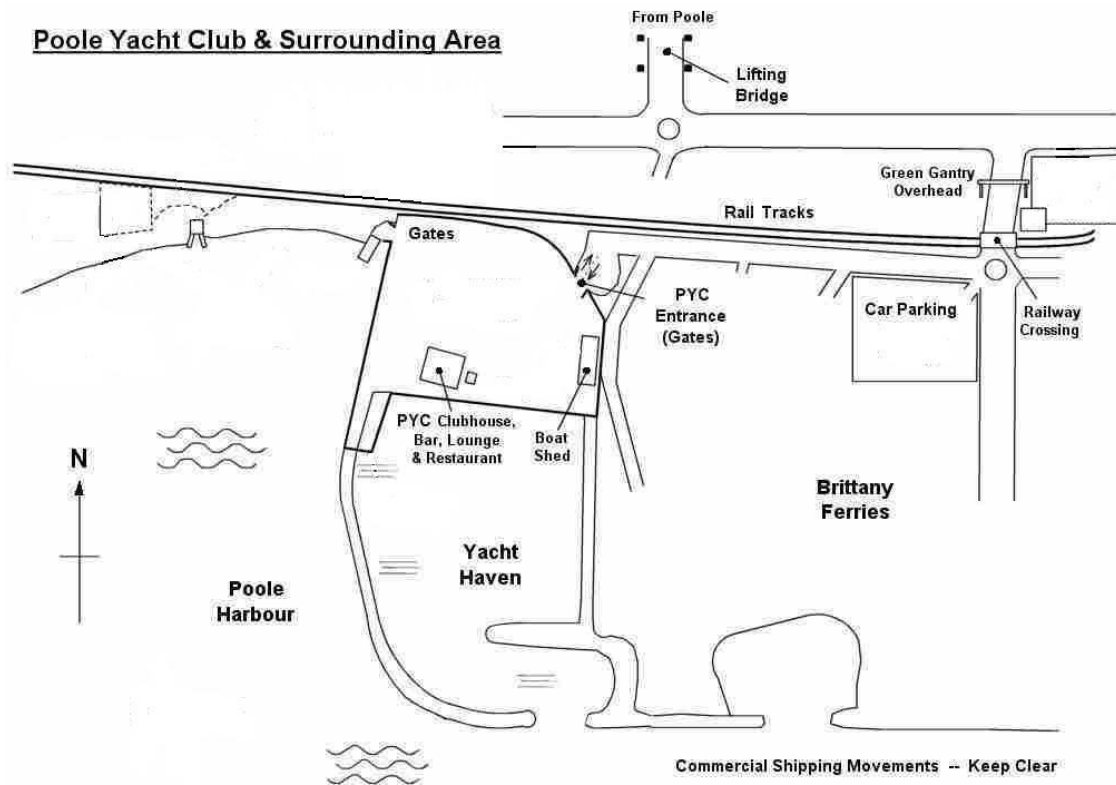 Poole Yacht Club & Surrounding Area
From Poole
Lifting
Bridge
Green Gantry
Overhead
Rail Tracks
Gates
PYC
Entrance
(Gates)
Car Parking
Railway
Crossing
PYC Clubhouse,
Bar, Lounge
& Restaurant
Boat
Shed
N
Brittany
Ferries
Yacht
Haven
Poole
Harbour
Commercial Shipping Movements -- Keep Clear